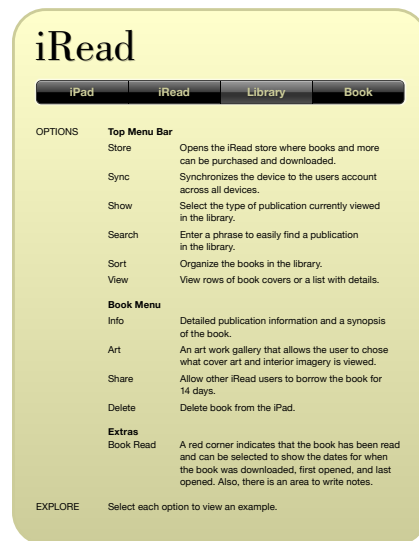 iRead
iPad iRead Library Book
OPTIONS Top Menu Bar
Store Opens the iRead store where books and more
can be purchased and downloaded.
Sync Synchronizes the device to the users account
across all devices.
Show Select the type of publication currently viewed
in the library.
Search Enter a phrase to easily find a publication
in the library.
Sort Organize the books in the library.
View View rows of book covers or a list with details.
Book Menu
Info Detailed publication information and a synopsis
of the book.
Art An art work gallery that allows the user to chose
what cover art and interior imagery is viewed.
Share Allow other iRead users to borrow the book for
14 days.
Delete Delete book from the iPad.
Extras
Book Read A red corner indicates that the book has been read
and can be selected to show the dates for when
the book was downloaded, first opened, and last
opened. Also, there is an area to write notes.
EXPLORE Select each option to view an example.